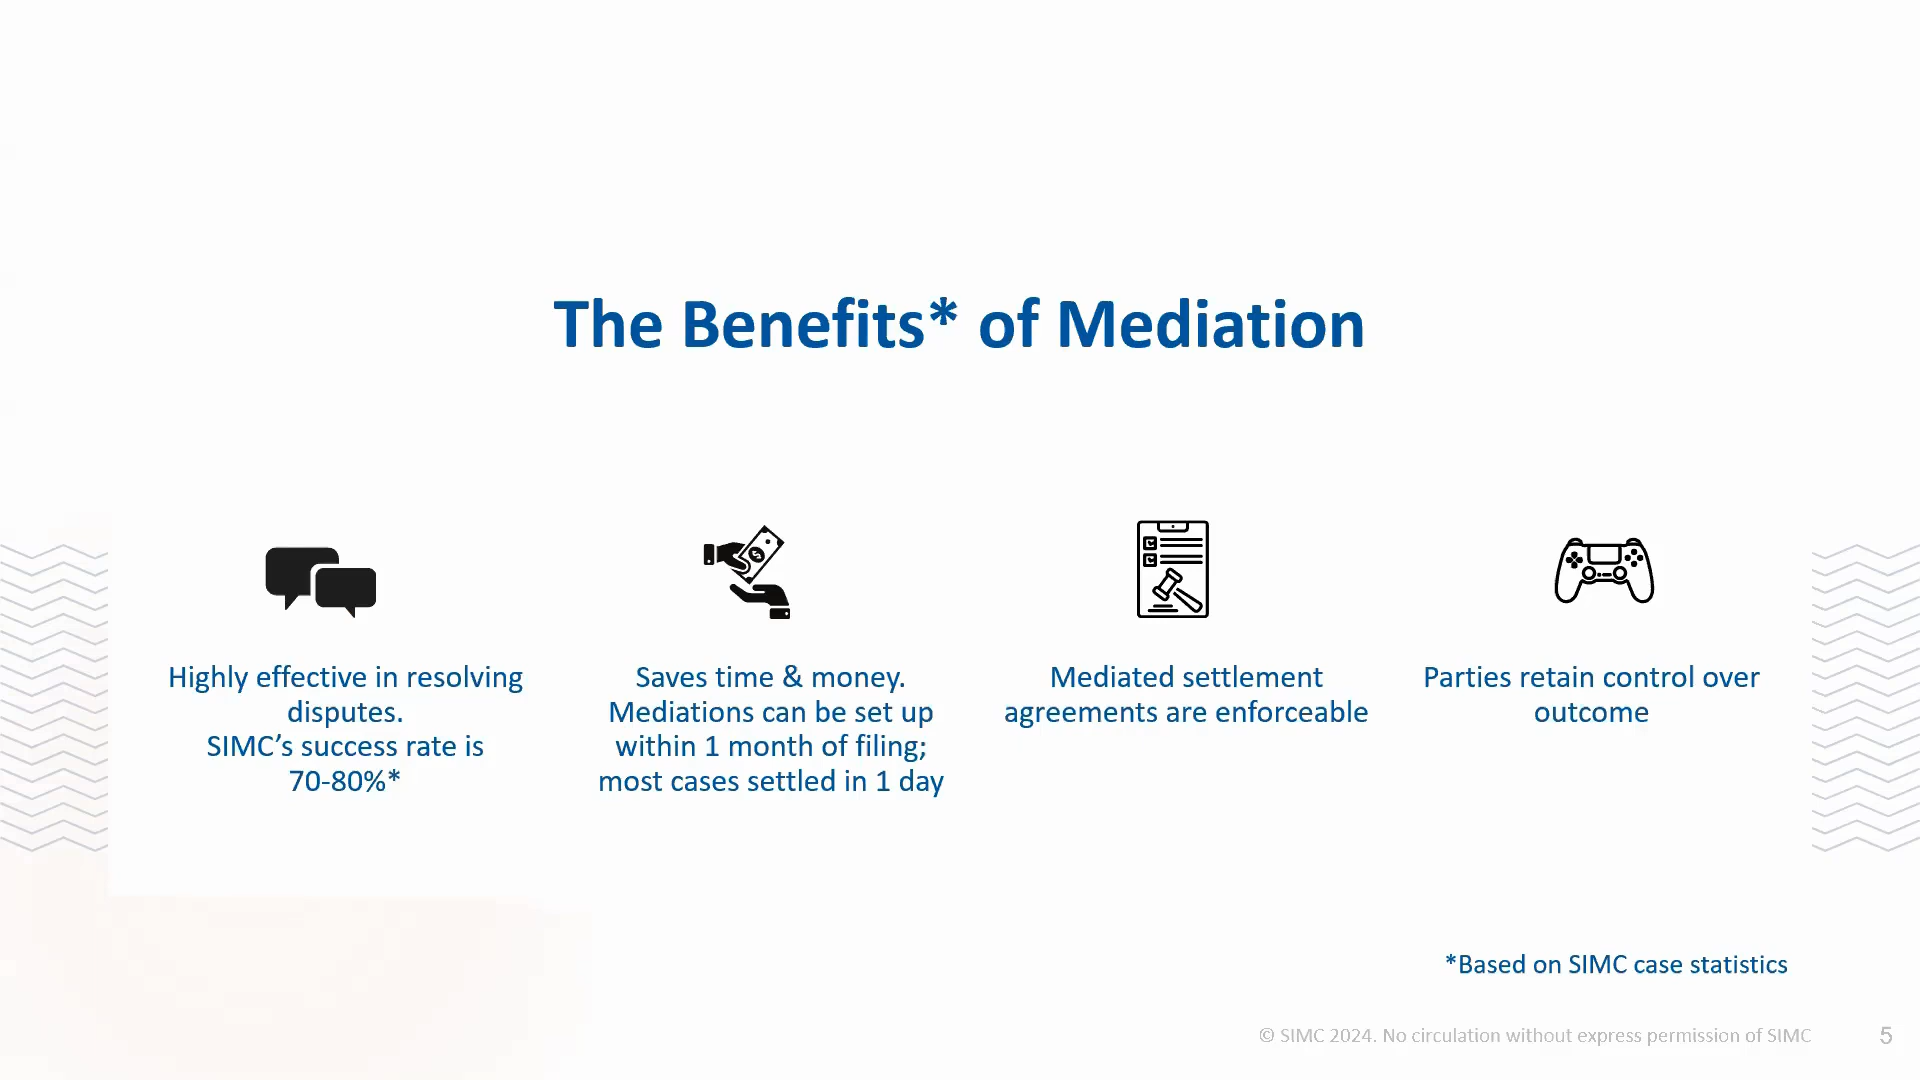 The Benefits* of Mediation
Highly effective in resolving
disputes.
SIMC’s success rate is
70-80%*
Saves time & money.
Mediations can be set up
within 1 month of filing;
most cases settled in 1 day
Mediated settlement
agreements are enforceable
Parties retain control over
outcome
*Based on SIMC case statistics
© SIMC 2024. No circulation without express permission of SIMC
5